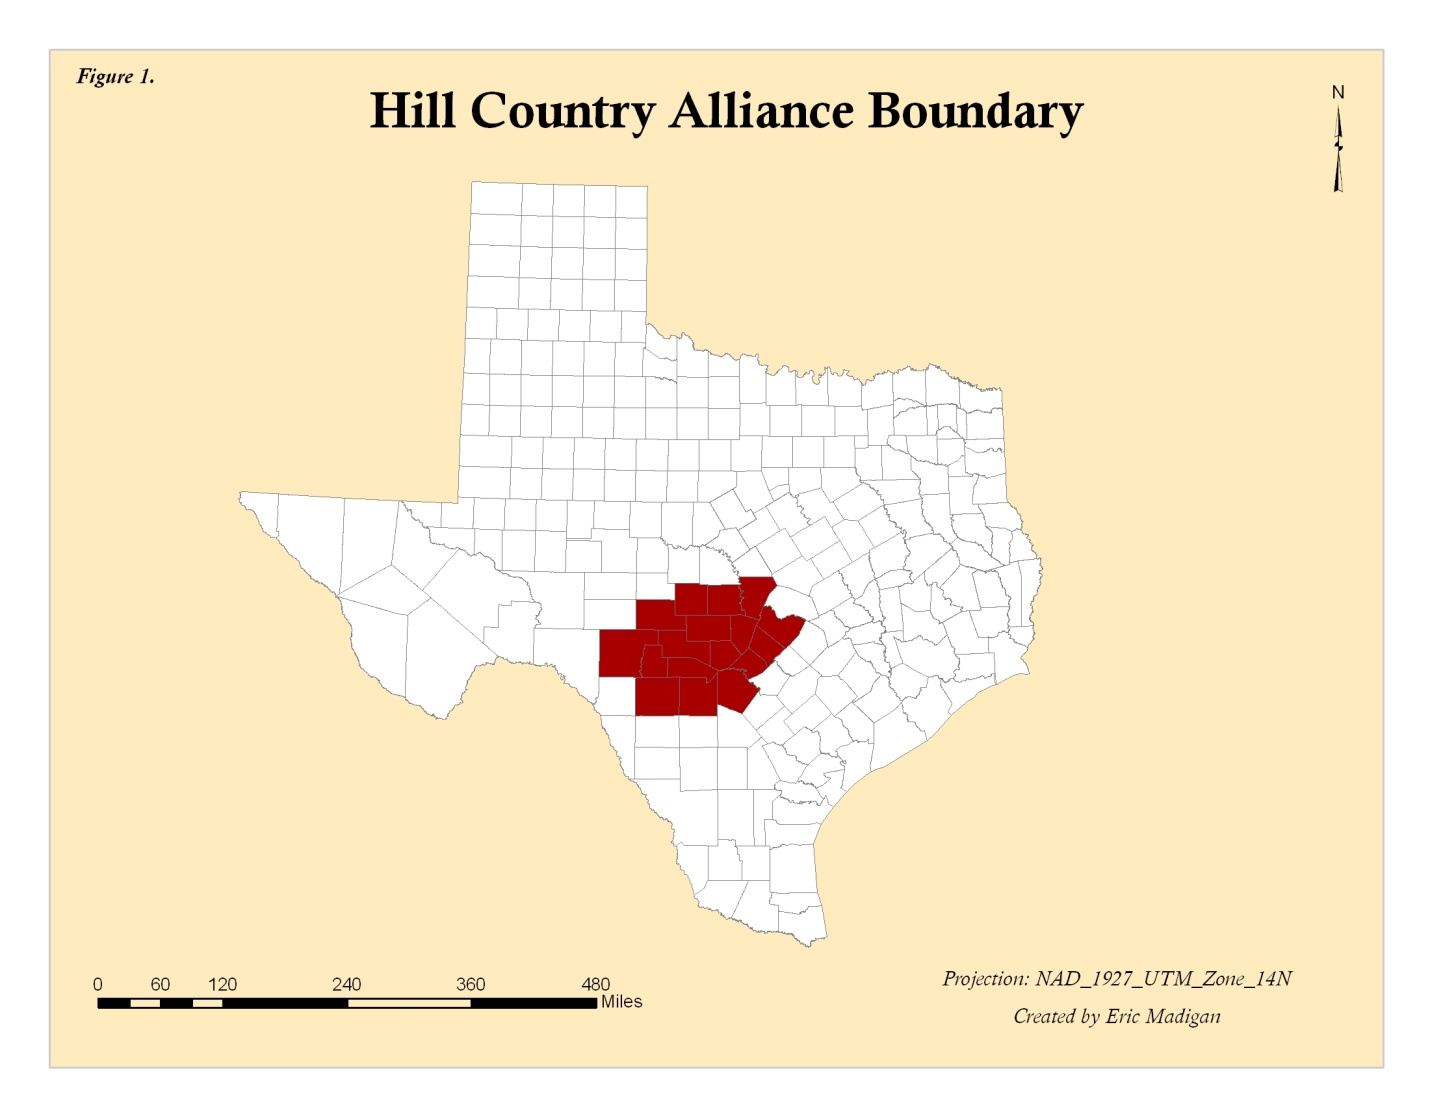 Figure 1.
Hill Country Alliance Boundary
N
0 60 120 240 360 480
Miles
Projection: NAD_1927_UTM_Zone_14N
Created by Eric Madigan